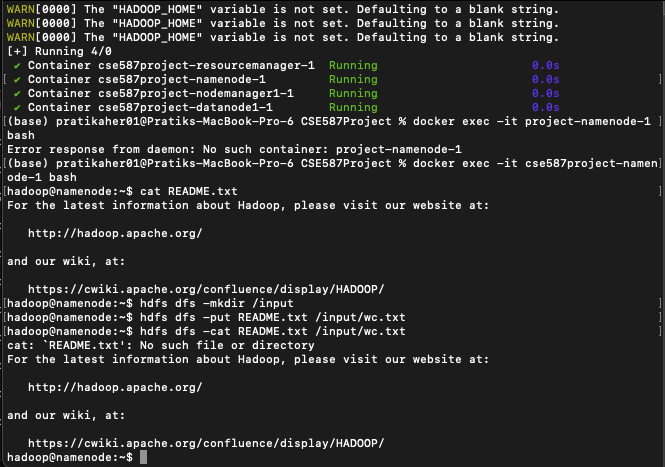 WARN[0000] The "HADOOP_HOME" variable is not set. Defaulting to a blank string.
WARN[0000] The "HADOOP_HOME" variable is not set. Defaulting to a blank string.
WARN[0000] The "HADOOP_HOME" variable is not set. Defaulting to a blank string.
[+] Running 4/0
✔ Container cse587project-resourcemanager-1 Running 0.0s
✔ Container cse587project-namenode-1 Running 0.0s
✔ Container cse587project-nodemanager1-1 Running 0.0s
✔ Container cse587project-datanode1-1 Running 0.0s
(base) pratikaher01@Pratiks-MacBook-Pro-6 CSE587Project % docker exec -it project-namenode-1
bash
Error response from daemon: No such container: project-namenode-1
(base) pratikaher01@Pratiks-MacBook-Pro-6 CSE587Project % docker exec -it cse587project-namen
ode-1 bash
hadoop@namenode:~$ cat README.txt
For the latest information about Hadoop, please visit our website at:
http://hadoop.apache.org/
and our wiki, at:
https://cwiki.apache.org/confluence/display/HADOOP/
hadoop@namenode:~$ hdfs dfs -mkdir /input
hadoop@namenode:~$ hdfs dfs -put README.txt /input/wc.txt
hadoop@namenode:~$ hdfs dfs -cat README.txt /input/wc.txt
cat: `README.txt': No such file or directory
For the latest information about Hadoop, please visit our website at:
http://hadoop.apache.org/
and our wiki, at:
https://cwiki.apache.org/confluence/display/HADOOP/
hadoop@namenode:~$